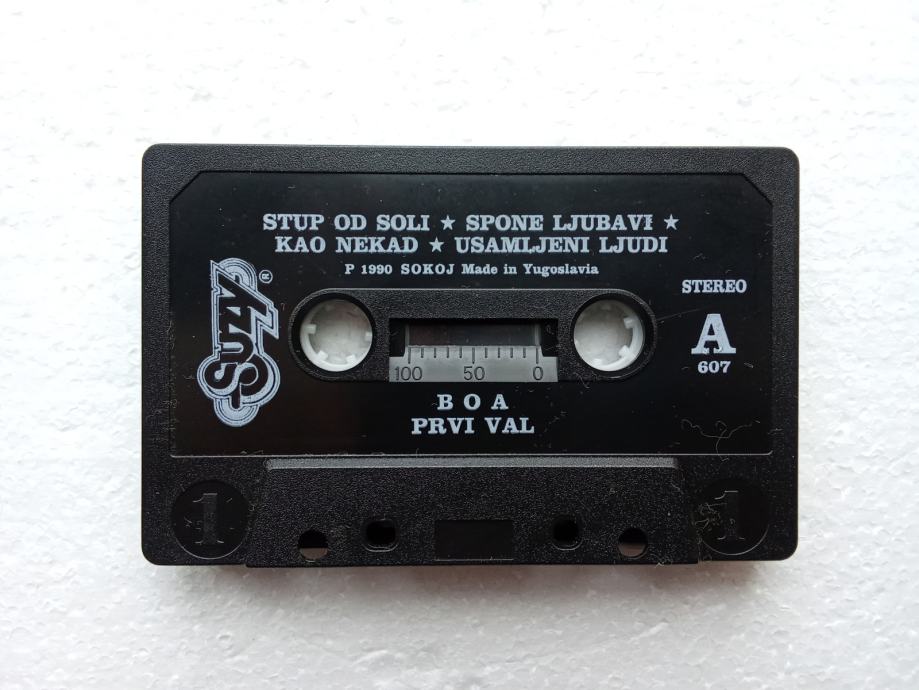 STUP OD SOLI ★ SPONE LJUBAVI ★
KAO NEKAD ★ USAMLJENI LJUDI
P 1990 SOKOJ Made in Yugoslavia
SUZY ®
STEREO
A
607
100 50 0
BOA
PRVI VAL
1 1